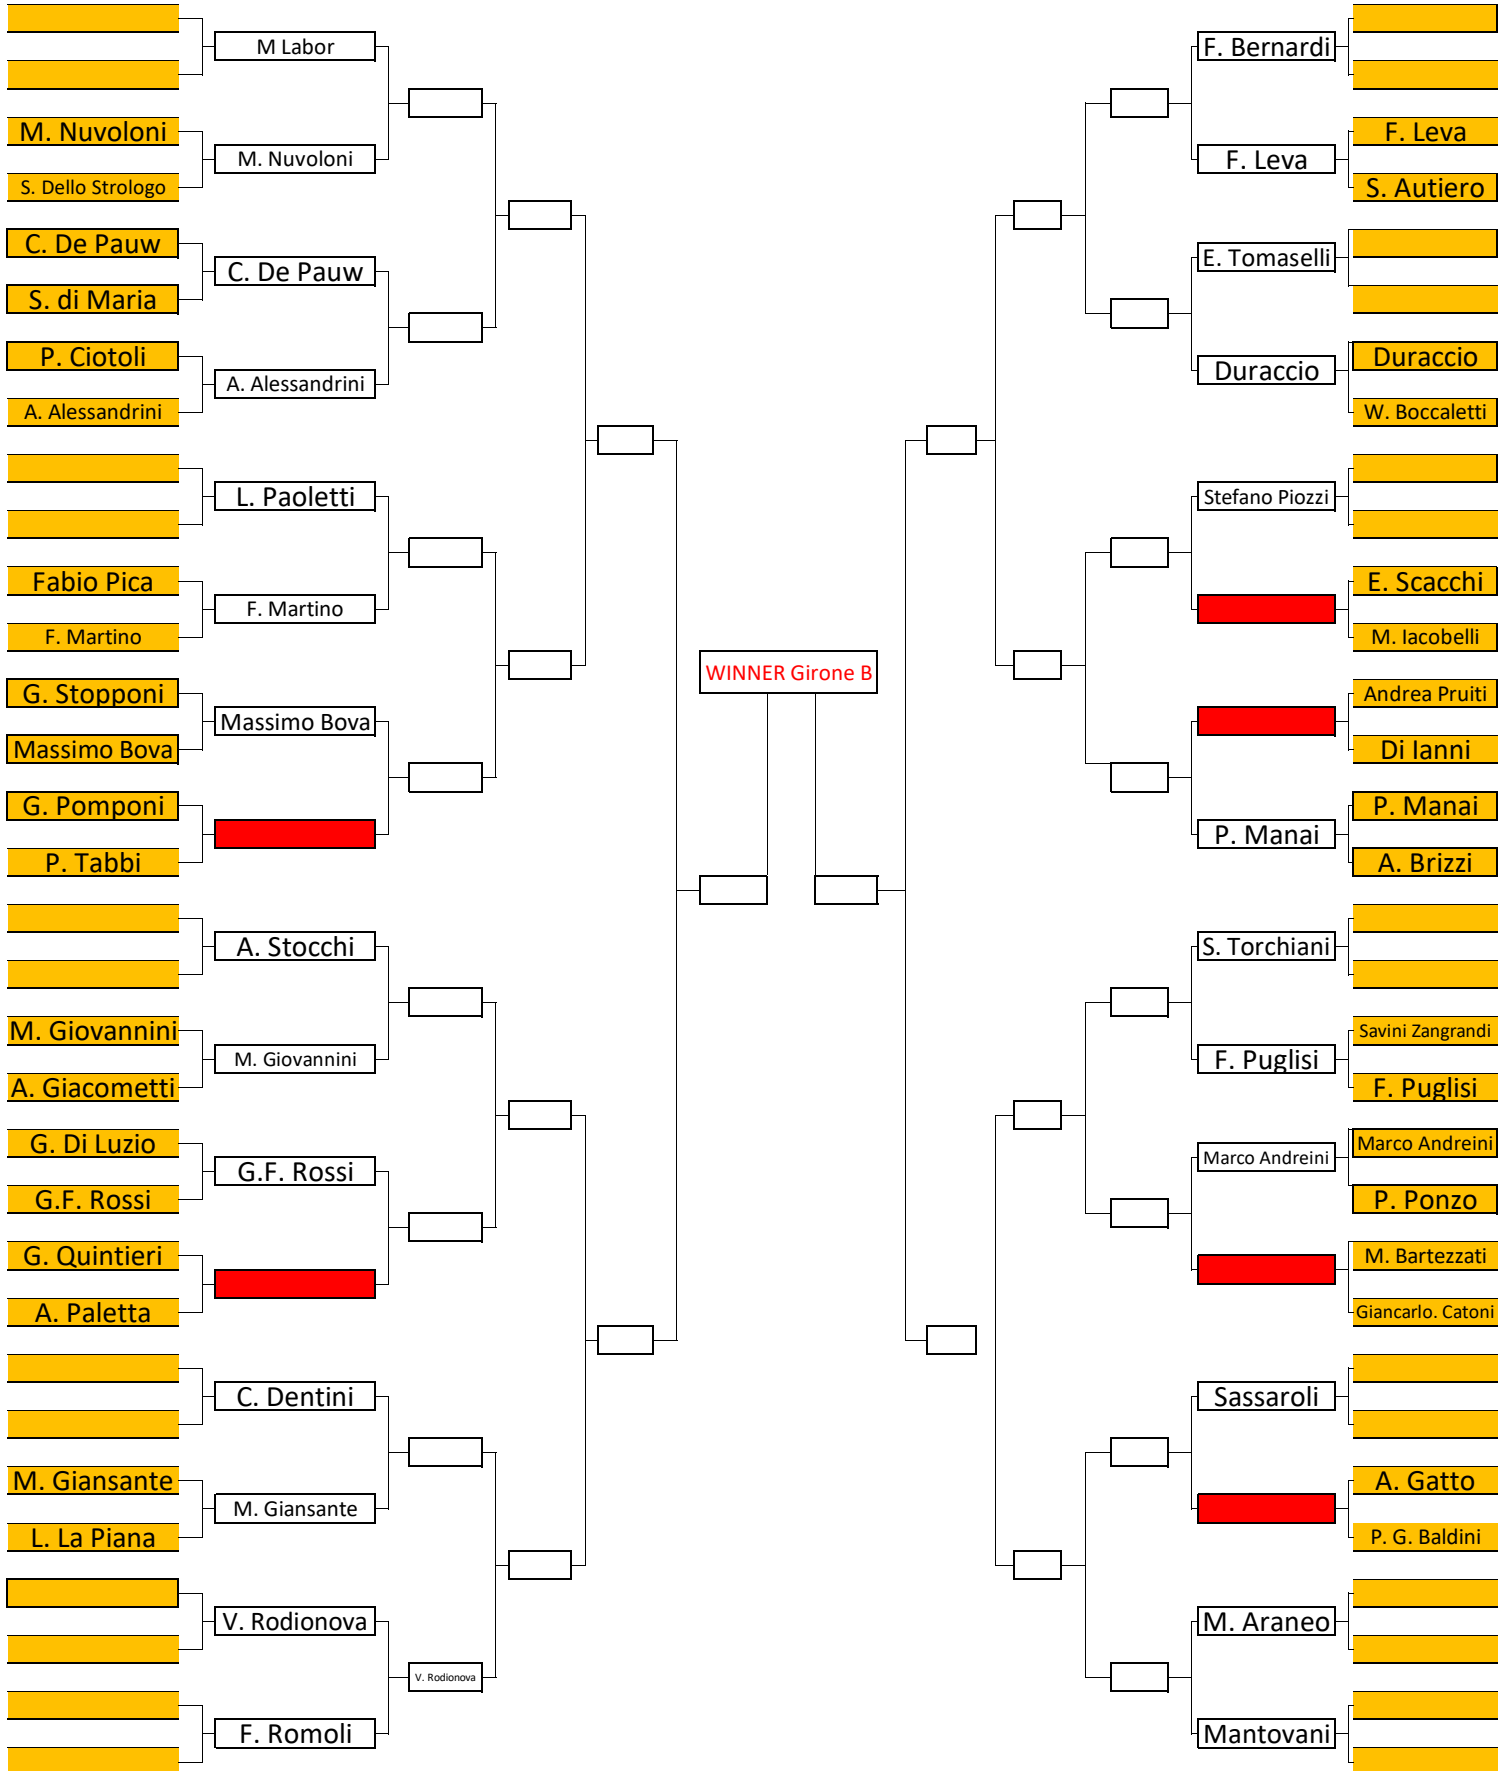 M Labor
M. Nuvoloni
S. Dello Strologo
M. Nuvoloni
C. De Pauw
S. di Maria
C. De Pauw
P. Ciotoli
A. Alessandrini
A. Alessandrini
L. Paoletti
Fabio Pica
F. Martino
F. Martino
G. Stopponi
Massimo Bova
Massimo Bova
G. Pomponi
P. Tabbi
A. Stocchi
M. Giovannini
A. Giacometti
M. Giovannini
G. Di Luzio
G.F. Rossi
G.F. Rossi
G. Quintieri
A. Paletta
C. Dentini
M. Giansante
L. La Piana
M. Giansante
V. Rodionova
F. Romoli
V. Rodionova
WINNER Girone B
F. Bernardi
F. Leva
F. Leva
S. Autiero
E. Tomaselli
Duraccio
Duraccio
W. Boccaletti
Stefano Piozzi
E. Scacchi
M. Iacobelli
Andrea Pruiti
Di Ianni
P. Manai
P. Manai
A. Brizzi
S. Torchiani
F. Puglisi
Savini Zangrandi
F. Puglisi
Marco Andreini
Marco Andreini
P. Ponzo
M. Bartezzati
Giancarlo. Catoni
Sassaroli
A. Gatto
P. G. Baldini
M. Araneo
Mantovani